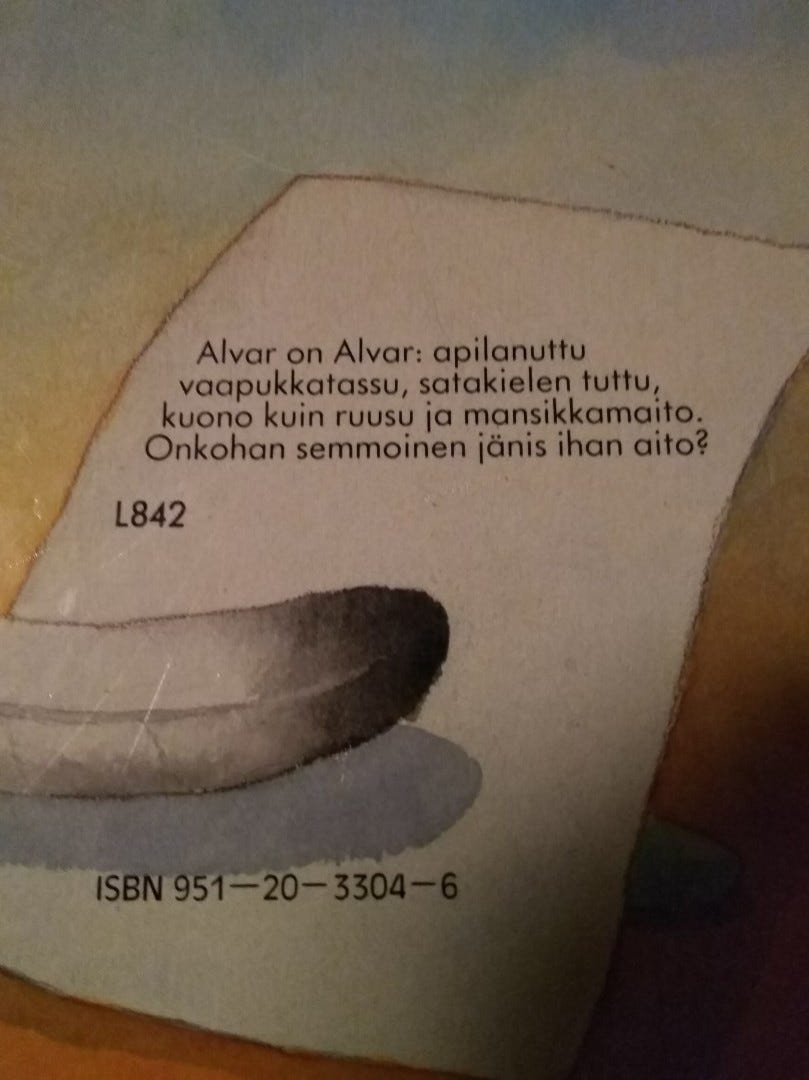 Alvar on Alvar: apilanuttu
vaapukkatassu, satakielen tuttu,
kuono kuin ruusu ja mansikkamaito.
Onkohan semmoinen jänis ihan aito?
L842
ISBN 951-20-3304-6